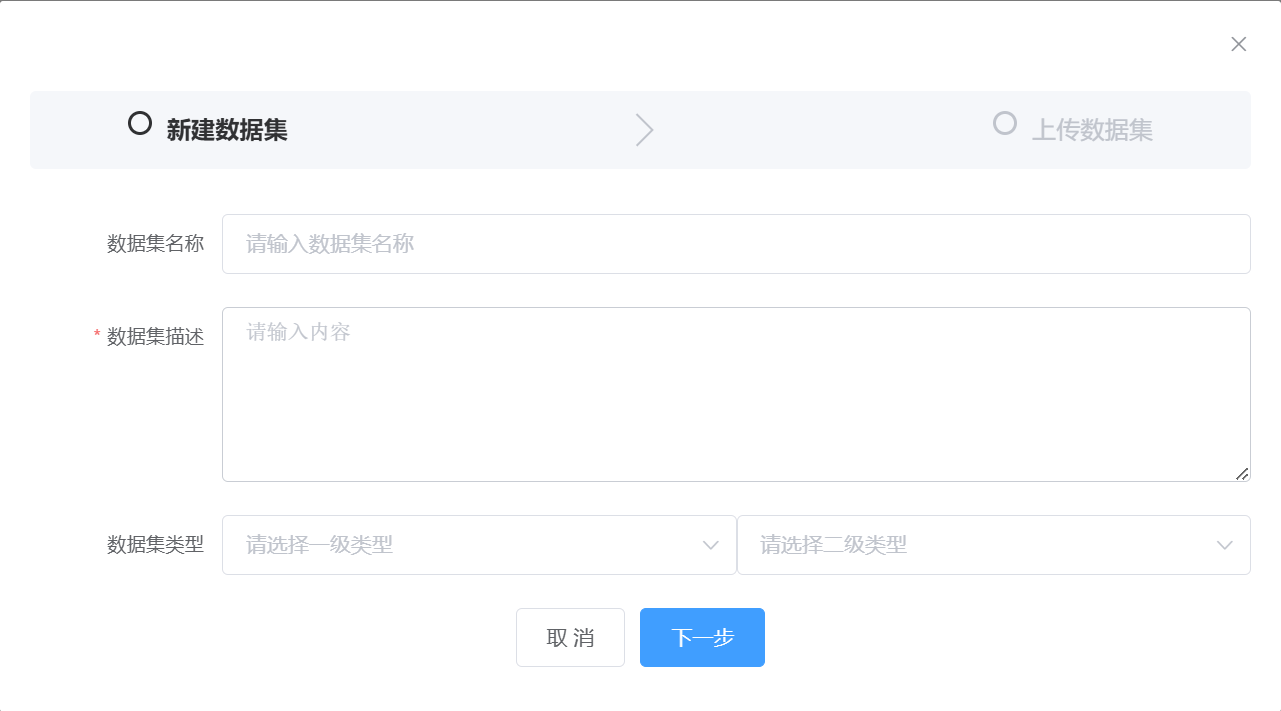 新建数据集
上传数据集
数据集名称 请输入数据集名称
* 数据集描述 请输入内容
数据集类型 请选择一级类型 请选择二级类型
取 消 下一步